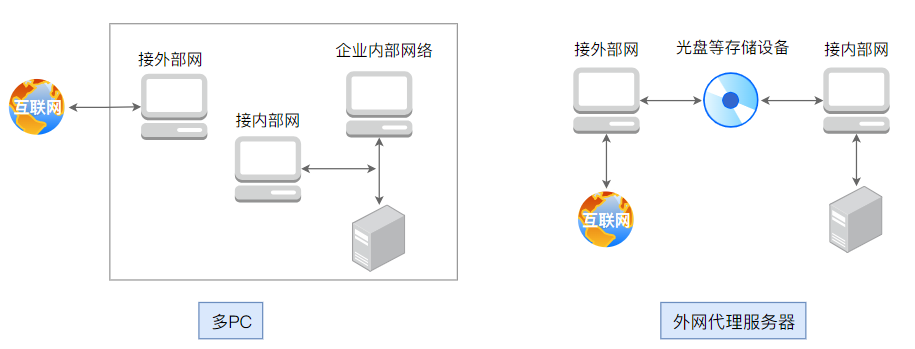 企业内部网络
接外部网
互联网
接内部网
多PC
接外部网
光盘等存储设备
接内部网
互联网
外网代理服务器